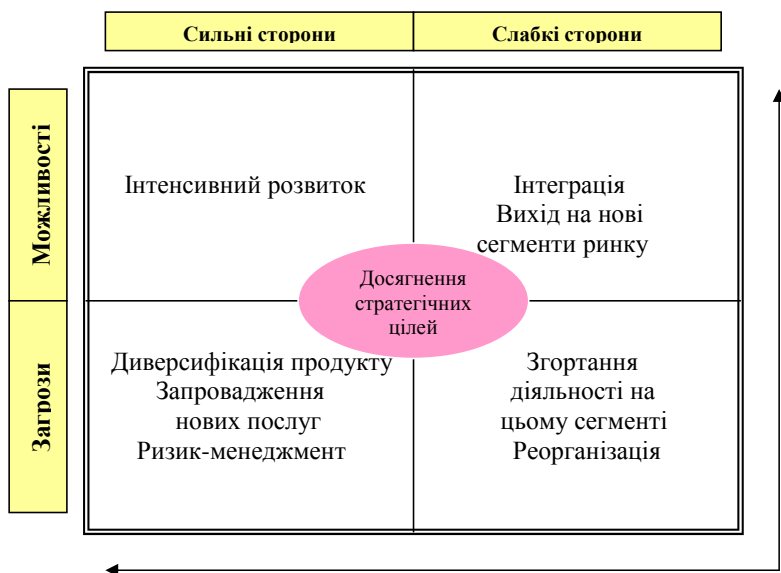 Сильні сторони
Слабкі сторони
Можливості
Інтенсивний розвиток
Інтеграція
Вихід на нові
сегменти ринку
Досягнення
стратегічних
цілей
Загрози
Диверсифікація продукту
Запровадження
нових послуг
Ризик-менеджмент
Згортання
діяльності на
цьому сегменті
Реорганізація